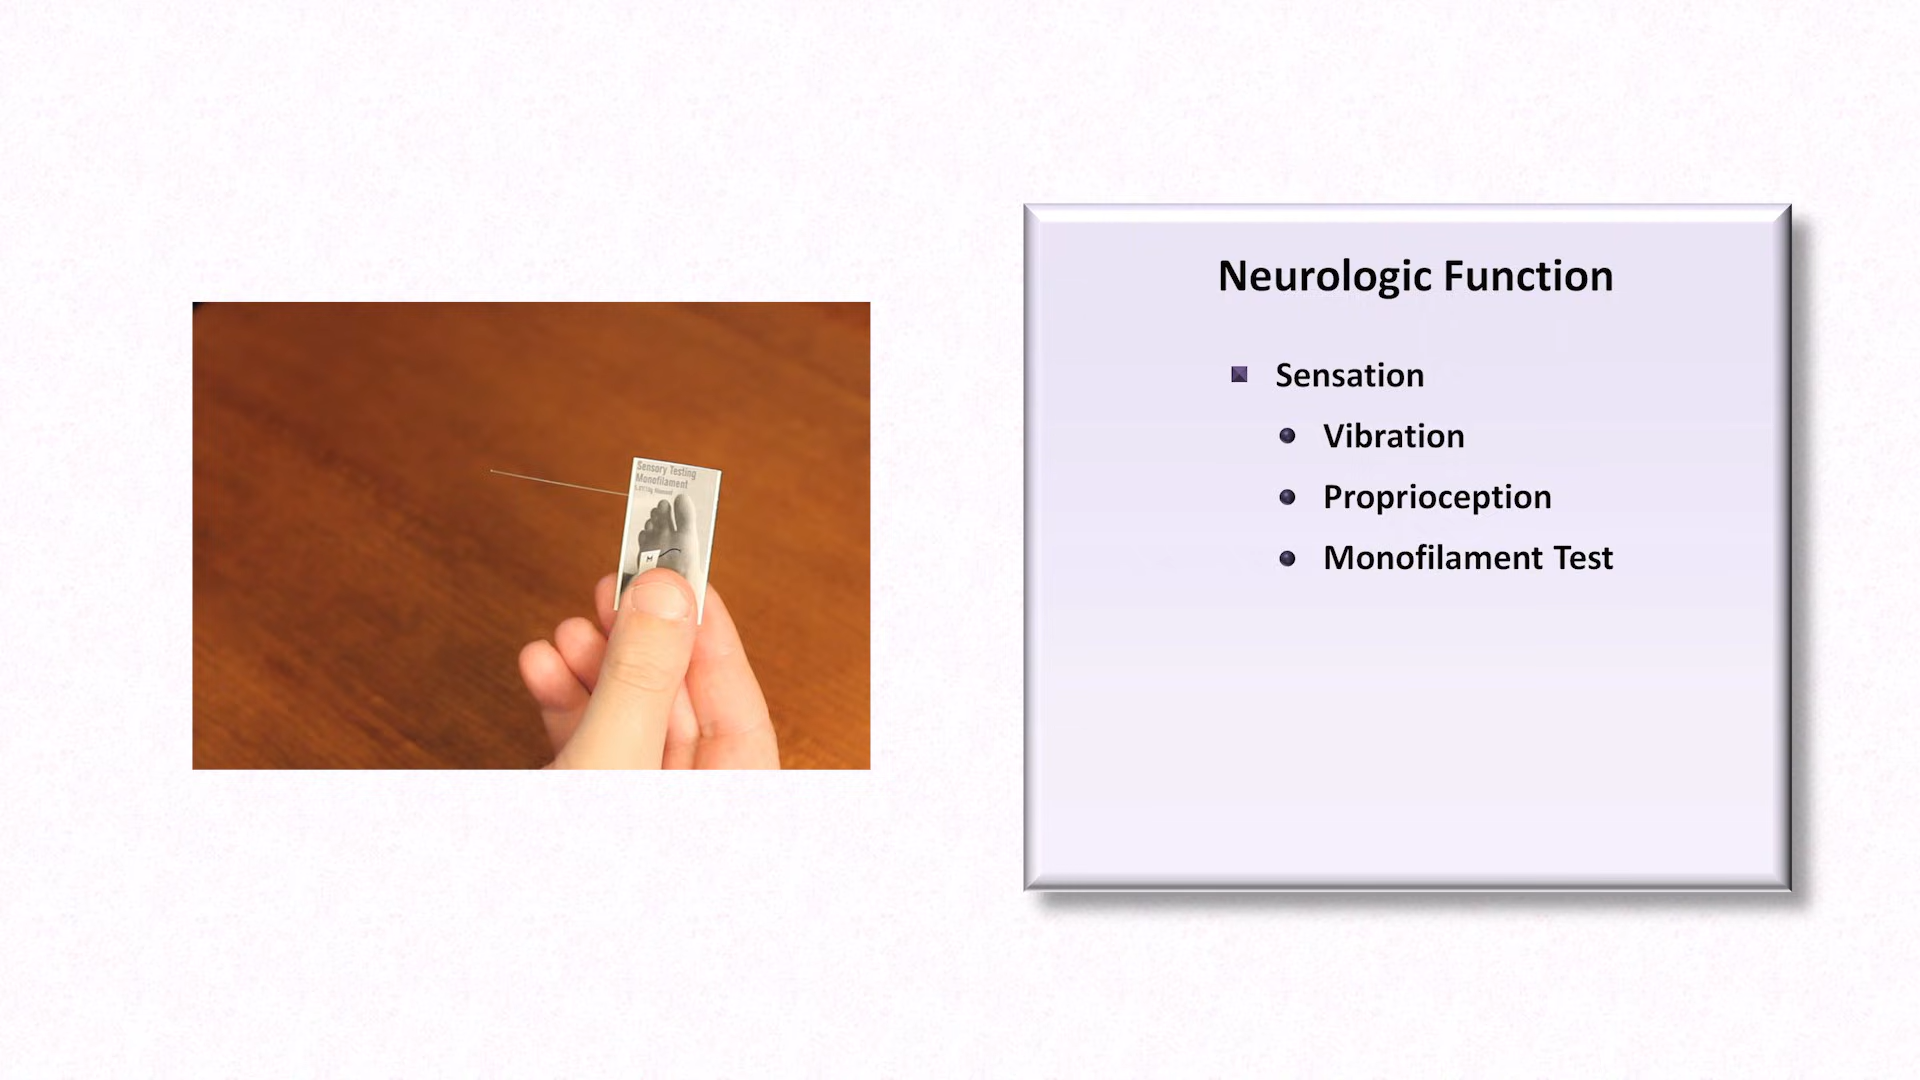 Sensory Testing
Monofilament
Neurologic Function
Sensation
Vibration
Proprioception
Monofilament Test